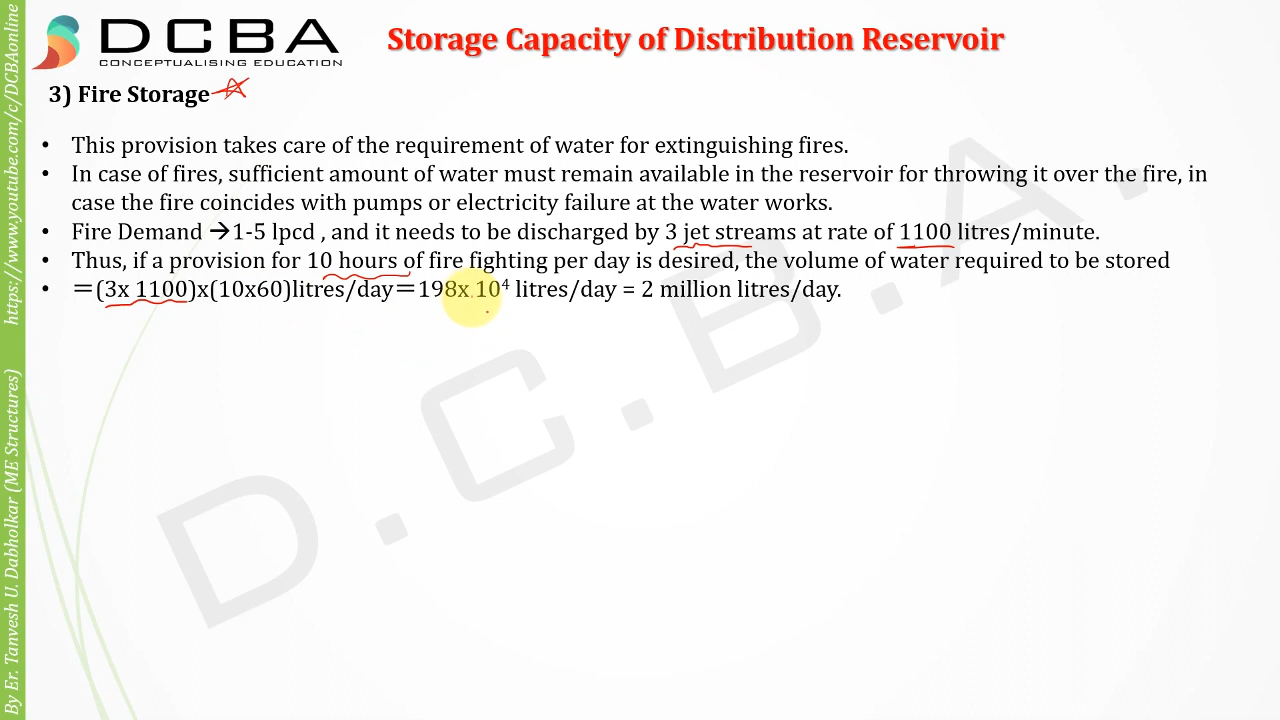 DCBA
CONCEPTUALISING EDUCATION
Storage Capacity of Distribution Reservoir
3) Fire Storage
• This provision takes care of the requirement of water for extinguishing fires.
• In case of fires, sufficient amount of water must remain available in the reservoir for throwing it over the fire, in
case the fire coincides with pumps or electricity failure at the water works.
• Fire Demand →1-5 lpcd , and it needs to be discharged by 3 jet streams at rate of 1100 litres/minute.
• Thus, if a provision for 10 hours of fire fighting per day is desired, the volume of water required to be stored
• =(3x 1100)x(10x60)litres/day=198x 10⁴ litres/day = 2 million litres/day.
D.C.B.A.
By Er. Tanvesh U. Dabholkar (ME Structures) https://www.youtube.com/c/DCBAonline